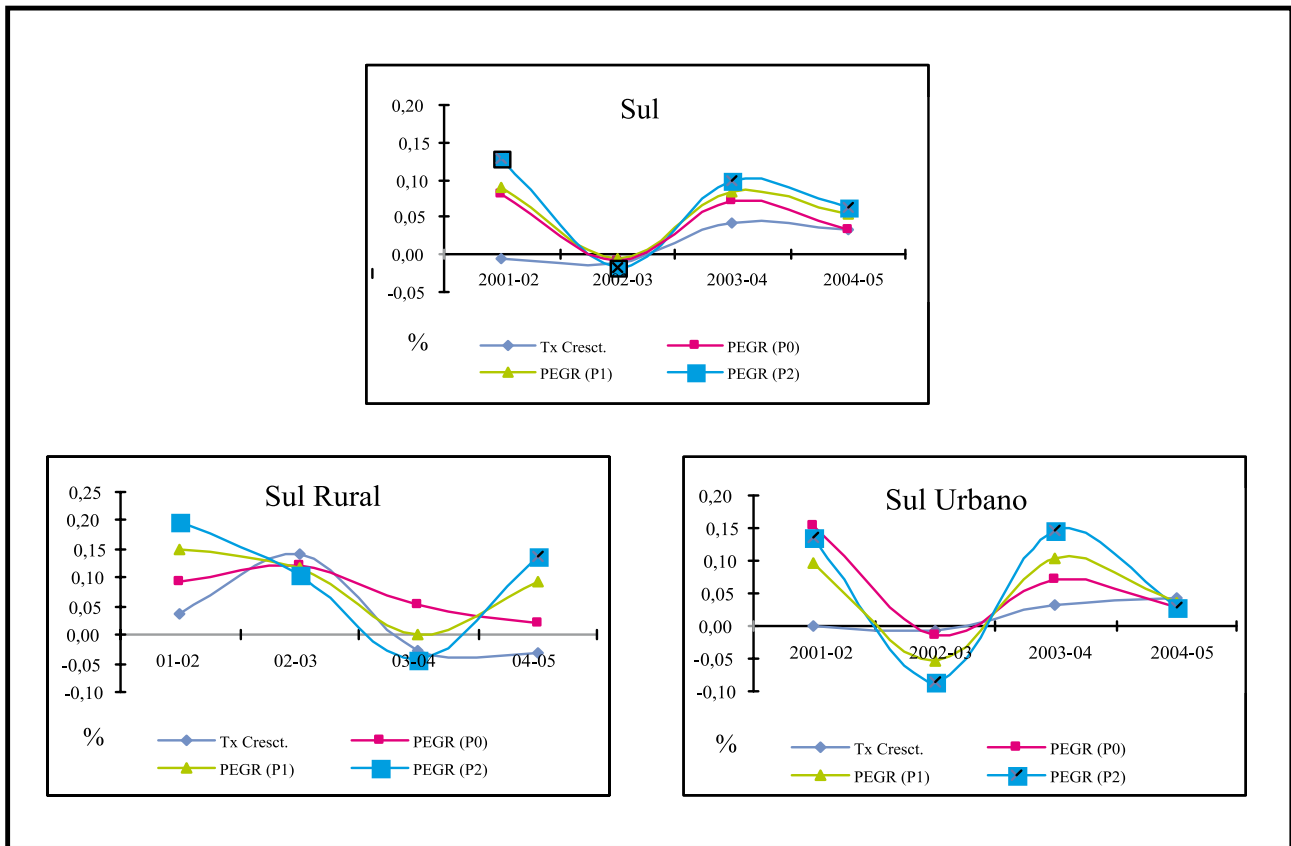 Sul
0,20
0,15
0,10
0,05
0,00
-0,05
2001-02 2002-03 2003-04 2004-05
%
Tx Cresct. PEGR (P0)
PEGR (P1) PEGR (P2)
Sul Rural
0,25
0,20
0,15
0,10
0,05
0,00
-0,05
-0,10
01-02 02-03 03-04 04-05
%
Tx Cresct. PEGR (P0)
PEGR (P1) PEGR (P2)
Sul Urbano
0,20
0,15
0,10
0,05
0,00
-0,05
-0,10
2001-02 2002-03 2003-04 2004-05
%
Tx Cresct. PEGR (P0)
PEGR (P1) PEGR (P2)